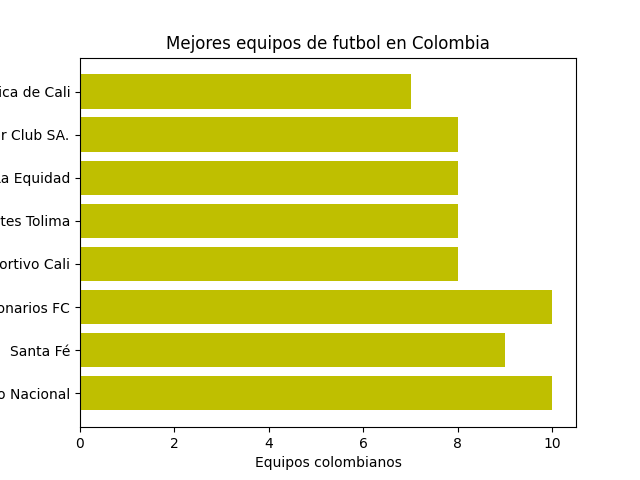 Mejores equipos de futbol en Colombia
ica de Cali
r Club SA.
La Equidad
tes Tolima
ortivo Cali
onarios FC
Santa Fé
o Nacional
0 2 4 6 8 10
Equipos colombianos